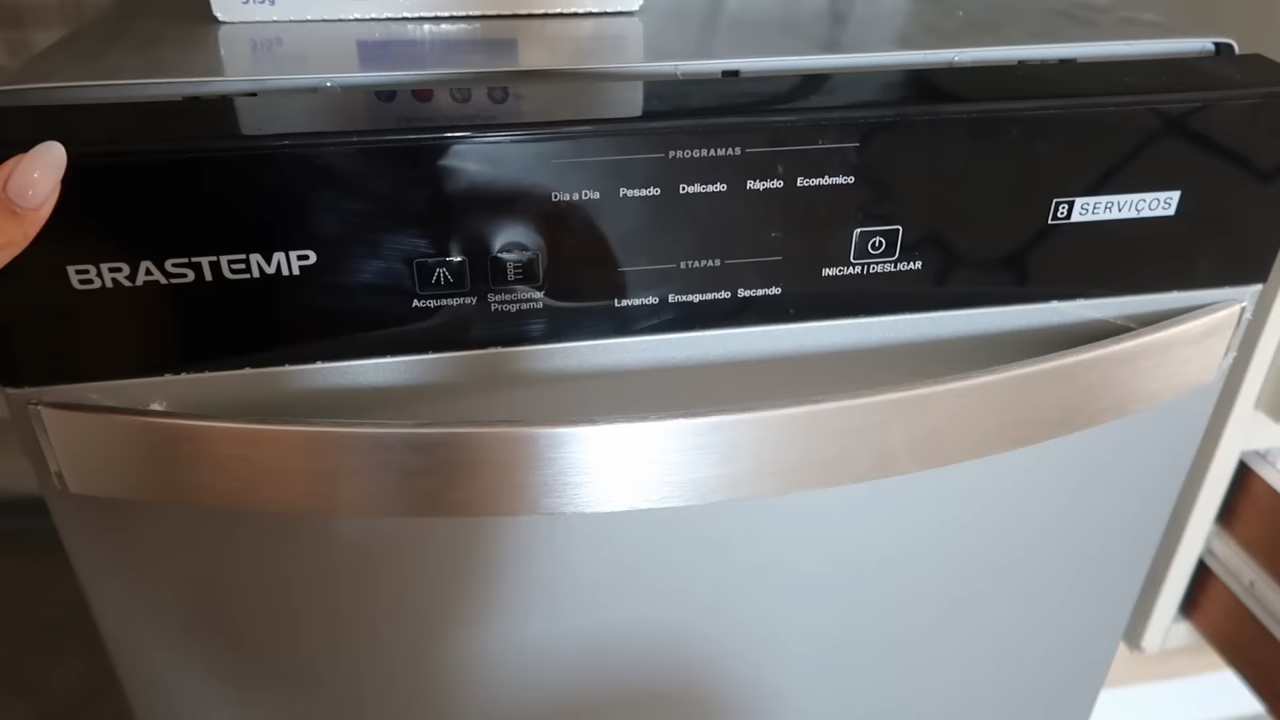 315g
BRASTEMP
Acquaspray
Selecionar
Programa
PROGRAMAS
Dia a Dia Pesado Delicado Rápido Econômico
ETAPAS
Lavando Enxaguando Secando
INICIAR | DESLIGAR
8 SERVIÇOS